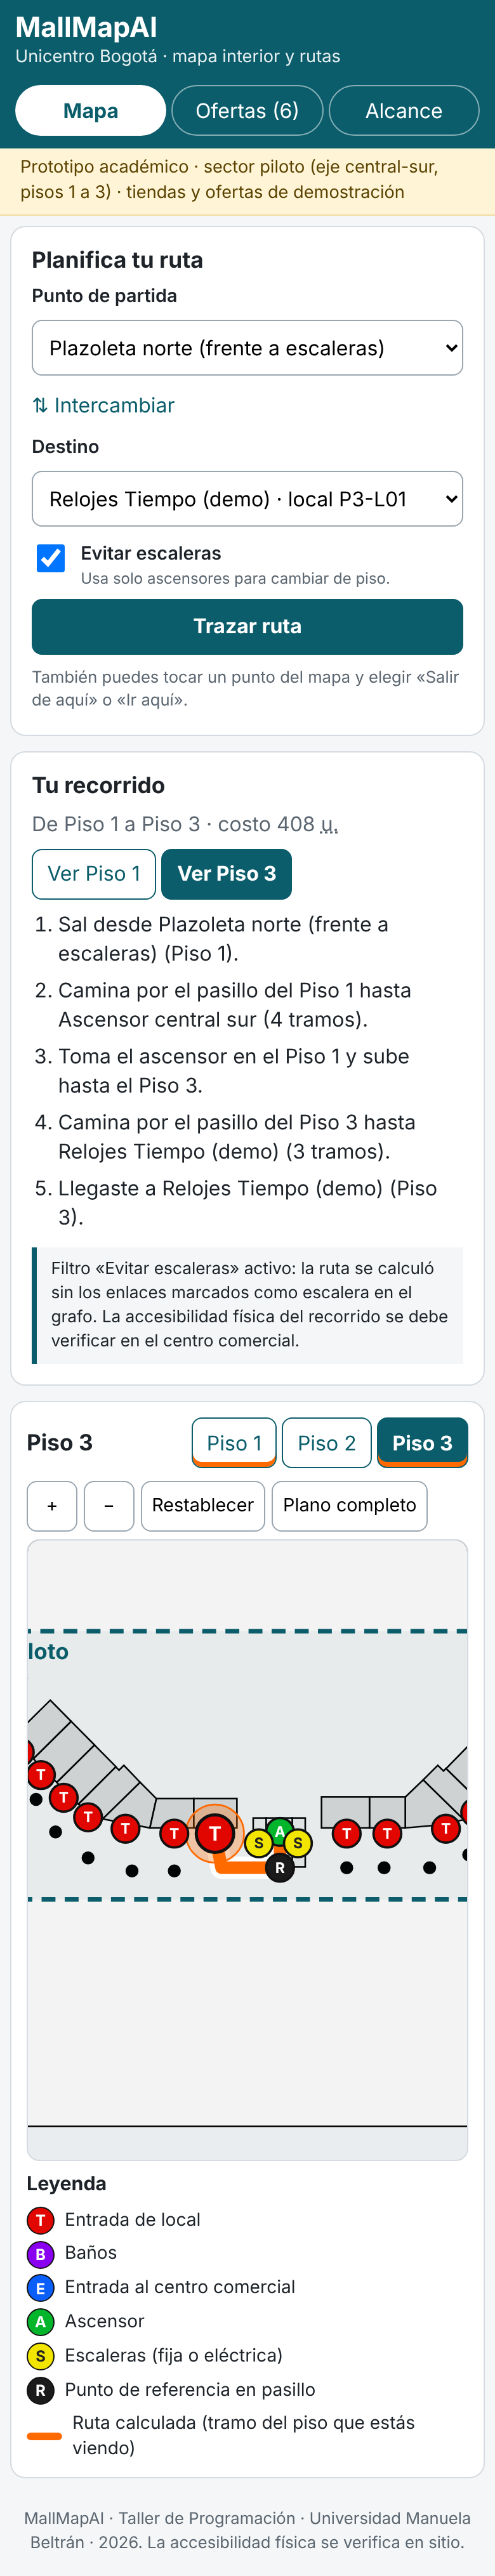 MallMapAI
Unicentro Bogotá · mapa interior y rutas
Mapa
Ofertas (6)
Alcance
Prototipo académico · sector piloto (eje central-sur,
pisos 1 a 3) · tiendas y ofertas de demostración
Planifica tu ruta
Punto de partida
Plazoleta norte (frente a escaleras)
⇅ Intercambiar
Destino
Relojes Tiempo (demo) · local P3-L01
Evitar escaleras
Usa solo ascensores para cambiar de piso.
Trazar ruta
También puedes tocar un punto del mapa y elegir «Salir
de aquí» o «Ir aquí».
Tu recorrido
De Piso 1 a Piso 3 · costo 408 u.
Ver Piso 1
Ver Piso 3
1. Sal desde Plazoleta norte (frente a
escaleras) (Piso 1).
2. Camina por el pasillo del Piso 1 hasta
Ascensor central sur (4 tramos).
3. Toma el ascensor en el Piso 1 y sube
hasta el Piso 3.
4. Camina por el pasillo del Piso 3 hasta
Relojes Tiempo (demo) (3 tramos).
5. Llegaste a Relojes Tiempo (demo) (Piso
3).
Filtro «Evitar escaleras» activo: la ruta se calculó
sin los enlaces marcados como escalera en el
grafo. La accesibilidad física del recorrido se debe
verificar en el centro comercial.
Piso 3
Piso 1
Piso 2
Piso 3
+
−
Restablecer
Plano completo
loto
T
T
T
T
T
T
S
A
S
R
T
T
T
Leyenda
T Entrada de local
B Baños
E Entrada al centro comercial
A Ascensor
S Escaleras (fija o eléctrica)
R Punto de referencia en pasillo
Ruta calculada (tramo del piso que estás
viendo)
MallMapAI · Taller de Programación · Universidad Manuela
Beltrán · 2026. La accesibilidad física se verifica en sitio.